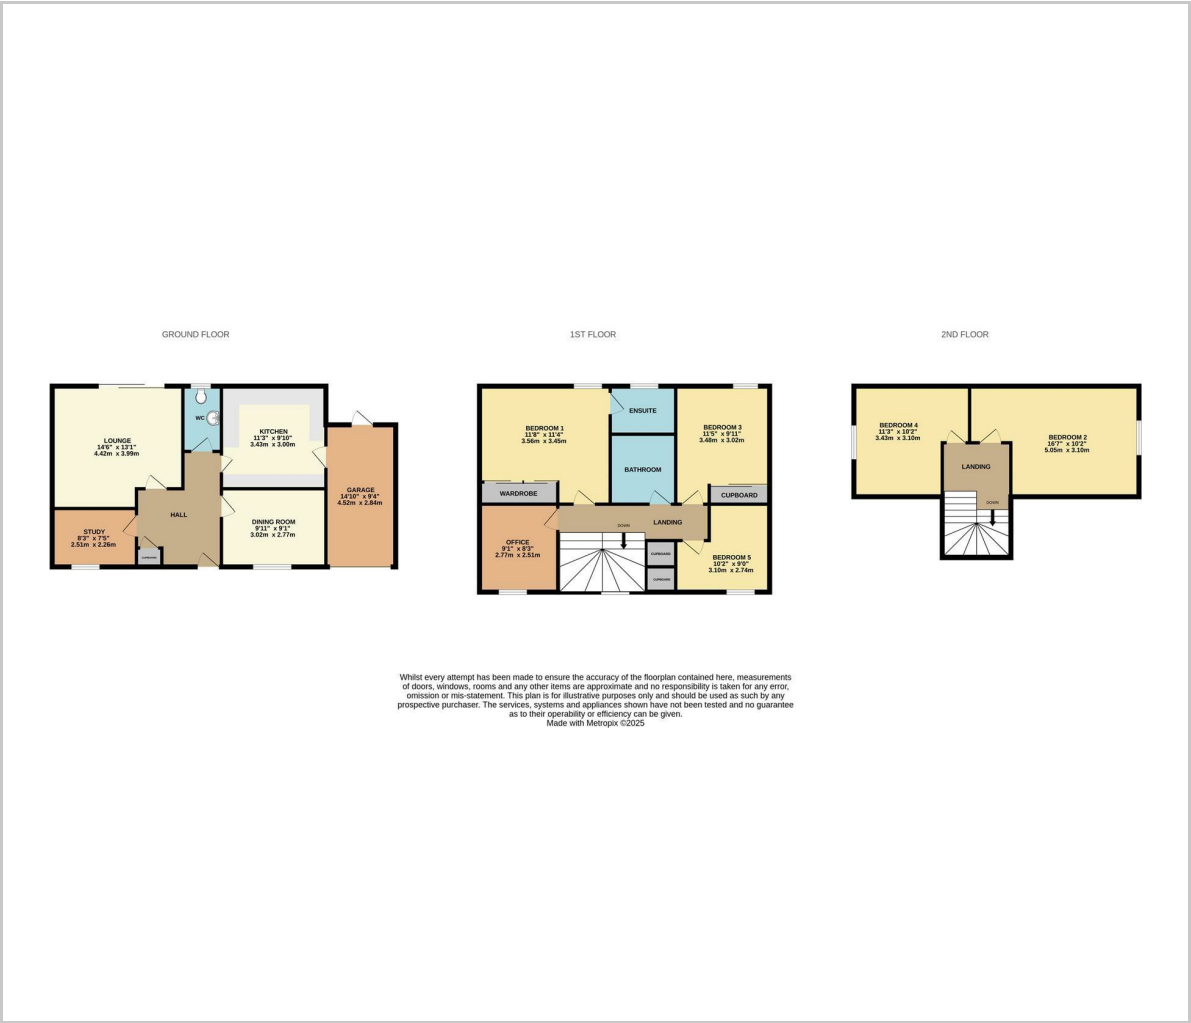 GROUND FLOOR
LOUNGE
14'6" x 13'1"
4.42m x 3.99m
WC
KITCHEN
11'3" x 9'10"
3.43m x 3.00m
GARAGE
14'10" x 9'4"
4.52m x 2.84m
HALL
STUDY
8'3" x 7'5"
2.51m x 2.26m
CUPBOARD
DINING ROOM
9'11" x 9'1"
3.02m x 2.77m
1ST FLOOR
BEDROOM 1
11'8" x 11'4"
3.56m x 3.45m
ENSUITE
BEDROOM 3
11'5" x 9'11"
3.48m x 3.02m
BATHROOM
WARDROBE
CUPBOARD
OFFICE
9'1" x 8'3"
2.77m x 2.51m
DOWN
LANDING
CUPBOARD
CUPBOARD
BEDROOM 5
10'2" x 9'0"
3.10m x 2.74m
2ND FLOOR
BEDROOM 4
11'3" x 10'2"
3.43m x 3.10m
BEDROOM 2
16'7" x 10'2"
5.05m x 3.10m
LANDING
DOWN
Whilst every attempt has been made to ensure the accuracy of the floorplan contained here, measurements
of doors, windows, rooms and any other items are approximate and no responsibility is taken for any error,
omission or mis-statement. This plan is for illustrative purposes only and should be used as such by any
prospective purchaser. The services, systems and appliances shown have not been tested and no guarantee
as to their operability or efficiency can be given.
Made with Metropix ©2025